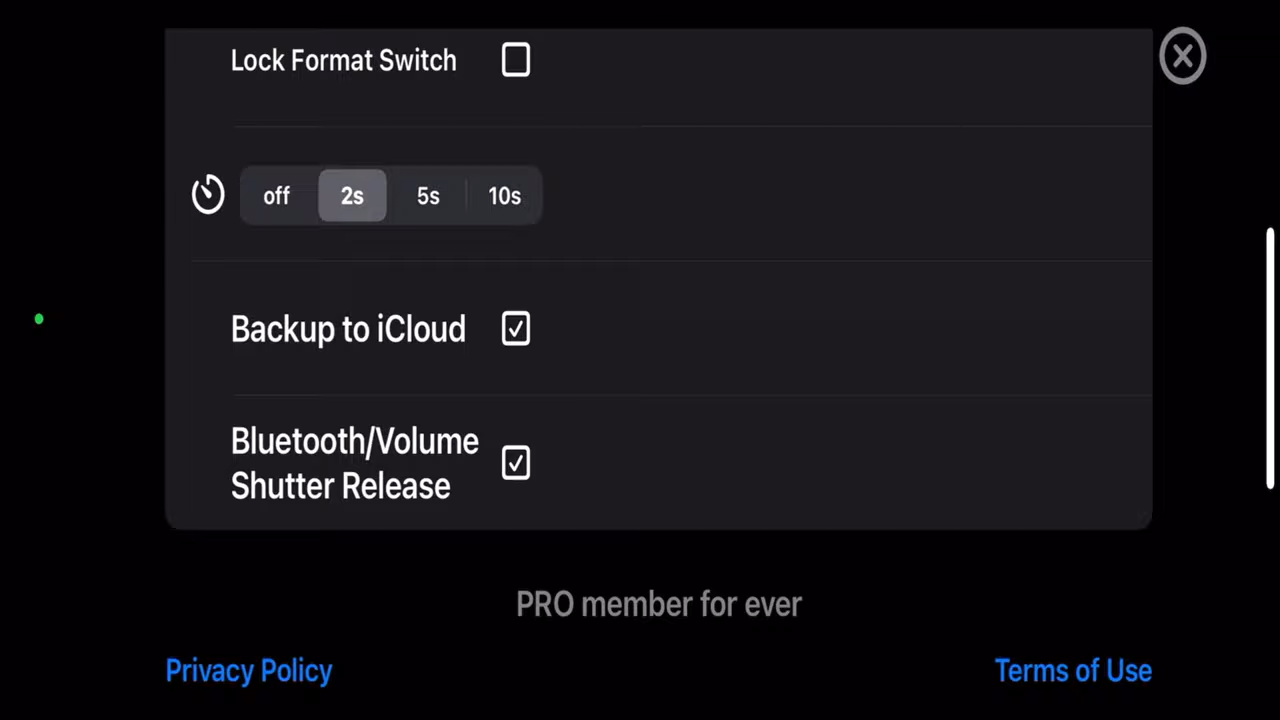 Lock Format Switch
off 2s 5s 10s
Backup to iCloud
Bluetooth/Volume
Shutter Release
PRO member for ever
Privacy Policy
Terms of Use